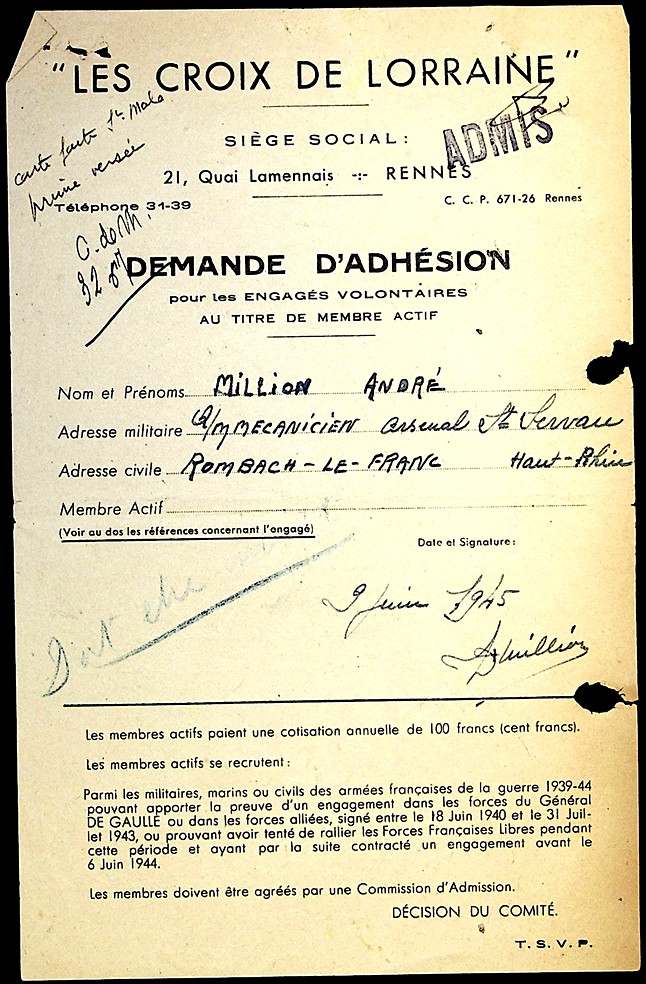 "LES CROIX DE LORRAINE"
carte faite St Malo
prime versée
SIÈGE SOCIAL:
ADMIS
21, Quai Lamennais -:- RENNES
Téléphone 31-39
C. C. P. 671-26 Rennes
C. de M.
32
DEMANDE D'ADHÉSION
pour les ENGAGÉS VOLONTAIRES
AU TITRE DE MEMBRE ACTIF
Nom et Prénoms MILLION ANDRÉ
Adresse militaire MECANICIEN Arsenal St Servan
Adresse civile ROMBACH-LE-FRANC Haut-Rhin
Membre Actif
(Voir au dos les références concernant l'engagé)
Date et Signature:
9 Juin 1945
AMillion
Les membres actifs paient une cotisation annuelle de 100 francs (cent francs).
Les membres actifs se recrutent:
Parmi les militaires, marins ou civils des armées françaises de la guerre 1939-44
pouvant apporter la preuve d'un engagement dans les forces du Général
DE GAULLE ou dans les forces alliées, signé entre le 18 Juin 1940 et le 31 Juil-
let 1943, ou prouvant avoir tenté de rallier les Forces Françaises Libres pendant
cette période et ayant par la suite contracté un engagement avant le
6 Juin 1944.
Les membres doivent être agréés par une Commission d'Admission.
DÉCISION DU COMITÉ.
T. S. V. P.